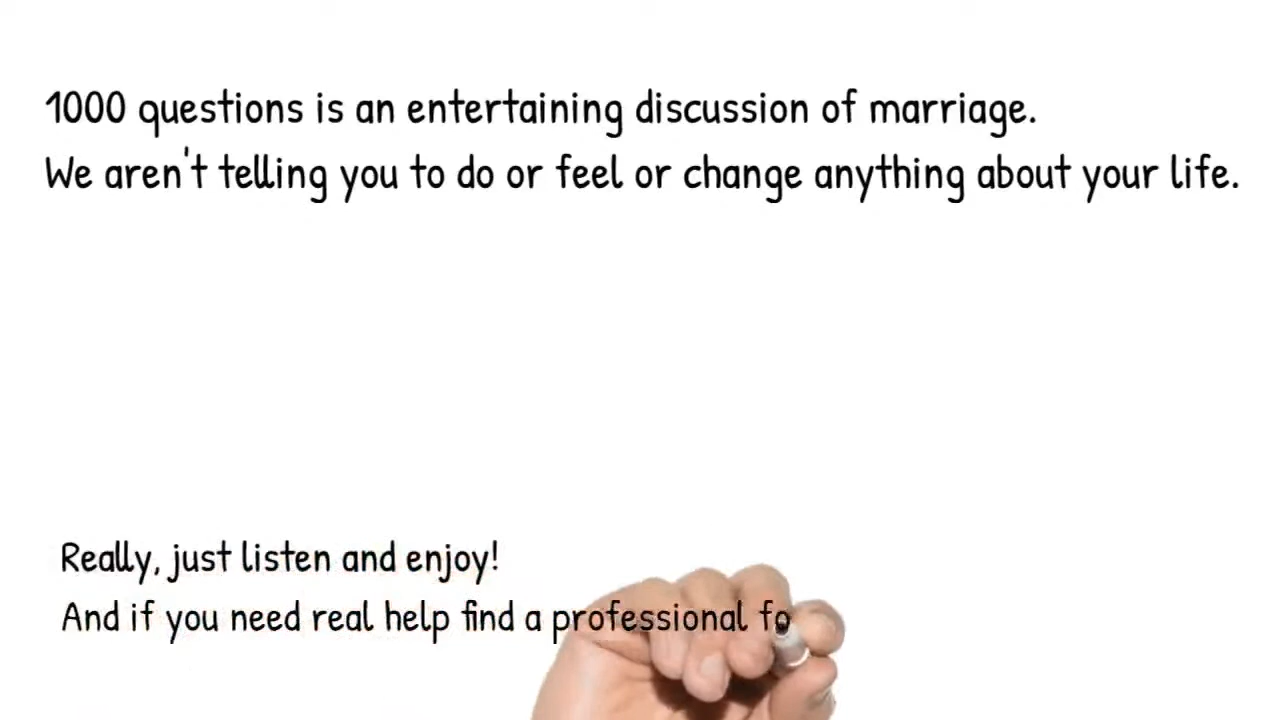 1000 questions is an entertaining discussion of marriage.
We aren't telling you to do or feel or change anything about your life.
Really, just listen and enjoy!
And if you need real help find a professional fo